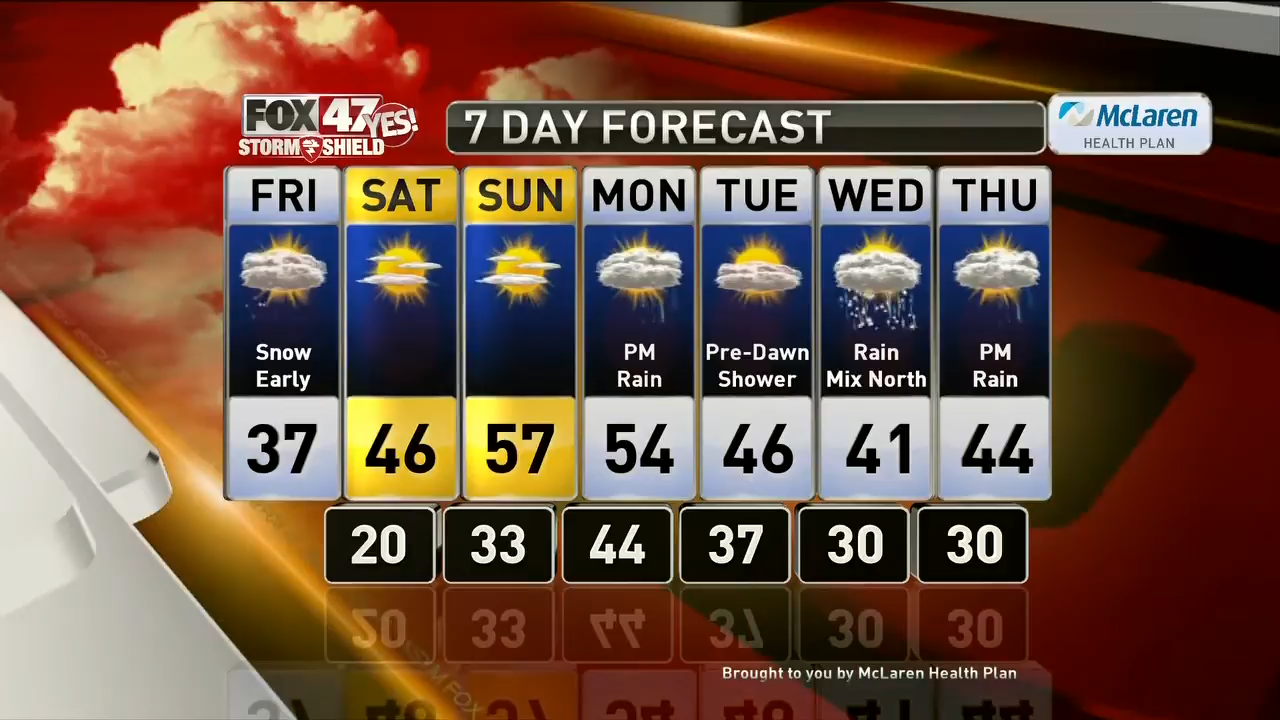 FOX 47 YES!
STORM SHIELD
7 DAY FORECAST
McLaren
HEALTH PLAN
FRI SAT SUN MON TUE WED THU
Snow
Early
PM
Rain
Pre-Dawn
Shower
Rain
Mix North
PM
Rain
37 46 57 54 46 41 44
20 33 44 37 30 30
Brought to you by McLaren Health Plan